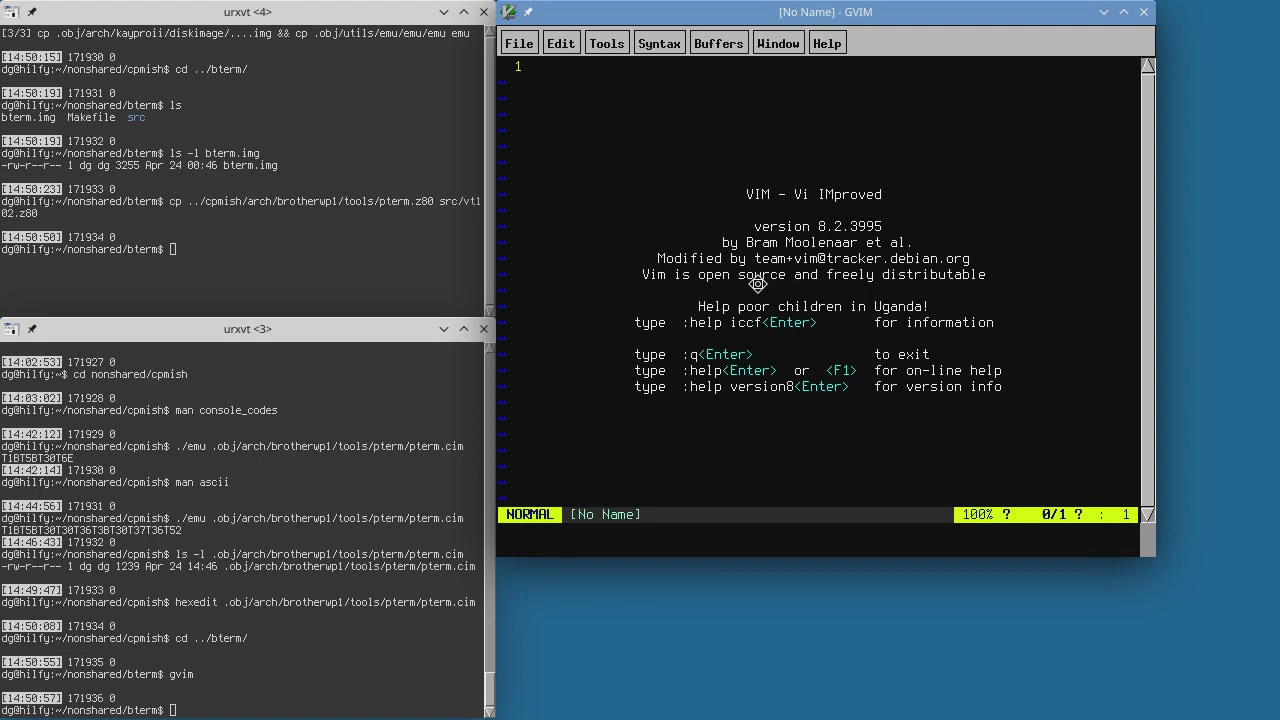 urxvt <4>
[3/3] cp .obj/arch/kayproii/diskimage/....img && cp .obj/utils/emu/emu/emu emu
[14:50:15] 171930 0
dg@hilfy:~/nonshared/cpmish$ cd ../bterm/
[14:50:19] 171931 0
dg@hilfy:~/nonshared/bterm$ ls
bterm.img  Makefile  src
[14:50:19] 171932 0
dg@hilfy:~/nonshared/bterm$ ls -l bterm.img
-rw-r--r-- 1 dg dg 3255 Apr 24 00:46 bterm.img
[14:50:23] 171933 0
dg@hilfy:~/nonshared/bterm$ cp ../cpmish/arch/brotherwp1/tools/pterm.z80 src/vt1
02.z80
[14:50:50] 171934 0
dg@hilfy:~/nonshared/bterm$
urxvt <3>
[14:02:53] 171927 0
dg@hilfy:~$ cd nonshared/cpmish
[14:03:02] 171928 0
dg@hilfy:~/nonshared/cpmish$ man console_codes
[14:42:12] 171929 0
dg@hilfy:~/nonshared/cpmish$ ./emu .obj/arch/brotherwp1/tools/pterm/pterm.cim
T1BT5BT30T6E
[14:42:14] 171930 0
dg@hilfy:~/nonshared/cpmish$ man ascii
[14:44:56] 171931 0
dg@hilfy:~/nonshared/cpmish$ ./emu .obj/arch/brotherwp1/tools/pterm/pterm.cim
T1BT5BT30T30T36T3BT30T37T36T52
[14:46:43] 171932 0
dg@hilfy:~/nonshared/cpmish$ ls -l .obj/arch/brotherwp1/tools/pterm/pterm.cim
-rw-r--r-- 1 dg dg 1239 Apr 24 14:46 .obj/arch/brotherwp1/tools/pterm/pterm.cim
[14:49:47] 171933 0
dg@hilfy:~/nonshared/cpmish$ hexedit .obj/arch/brotherwp1/tools/pterm/pterm.cim
[14:50:08] 171934 0
dg@hilfy:~/nonshared/cpmish$ cd ../bterm/
[14:50:55] 171935 0
dg@hilfy:~/nonshared/bterm$ gvim
[14:50:57] 171936 0
dg@hilfy:~/nonshared/bterm$
[No Name] - GVIM
File Edit Tools Syntax Buffers Window Help
1
~
~
~
~
~
~
~
~ VIM - Vi IMproved
~
~ version 8.2.3995
~ by Bram Moolenaar et al.
~ Modified by team+vim@tracker.debian.org
~ Vim is open source and freely distributable
~
~ Help poor children in Uganda!
~ type  :help iccf<Enter>       for information
~
~ type  :q<Enter>               to exit
~ type  :help<Enter>  or  <F1>  for on-line help
~ type  :help version8<Enter>   for version info
~
~
~
~
~
~
~
NORMAL [No Name] 100% ? 0/1 ? : 1